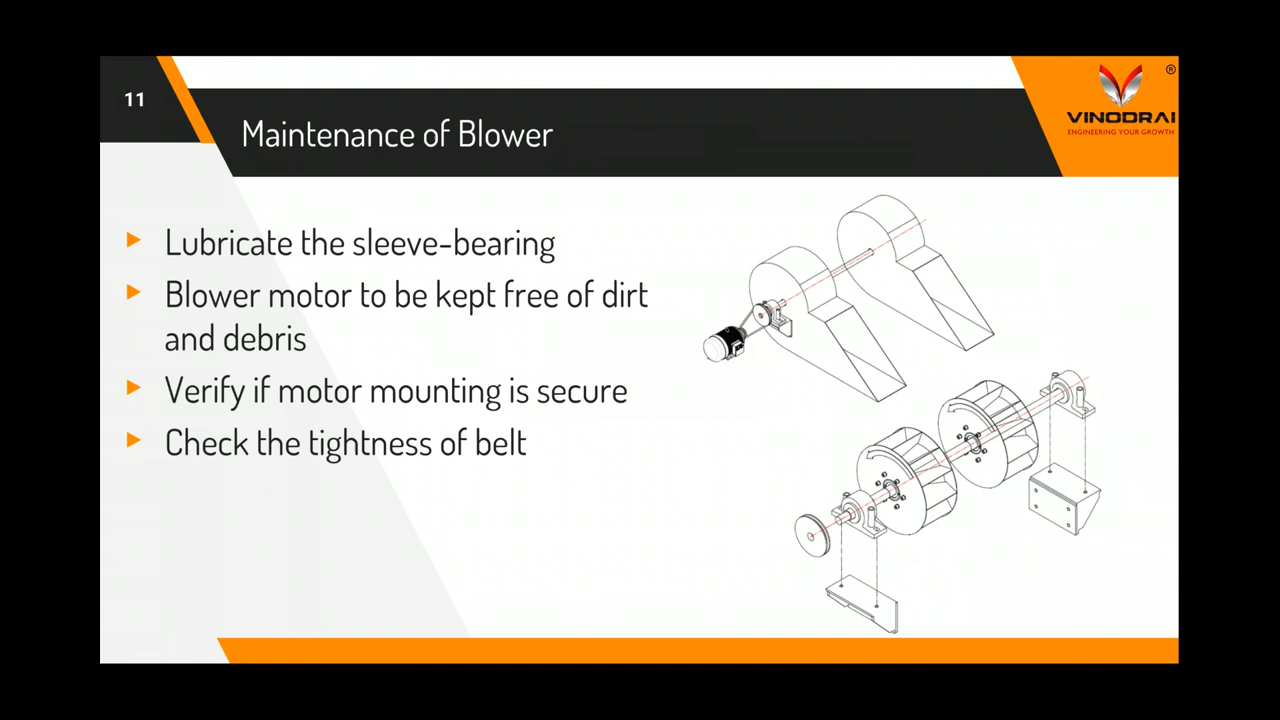 11
Maintenance of Blower
®
VINODRAI
ENGINEERING YOUR GROWTH
Lubricate the sleeve-bearing
Blower motor to be kept free of dirt
and debris
Verify if motor mounting is secure
Check the tightness of belt